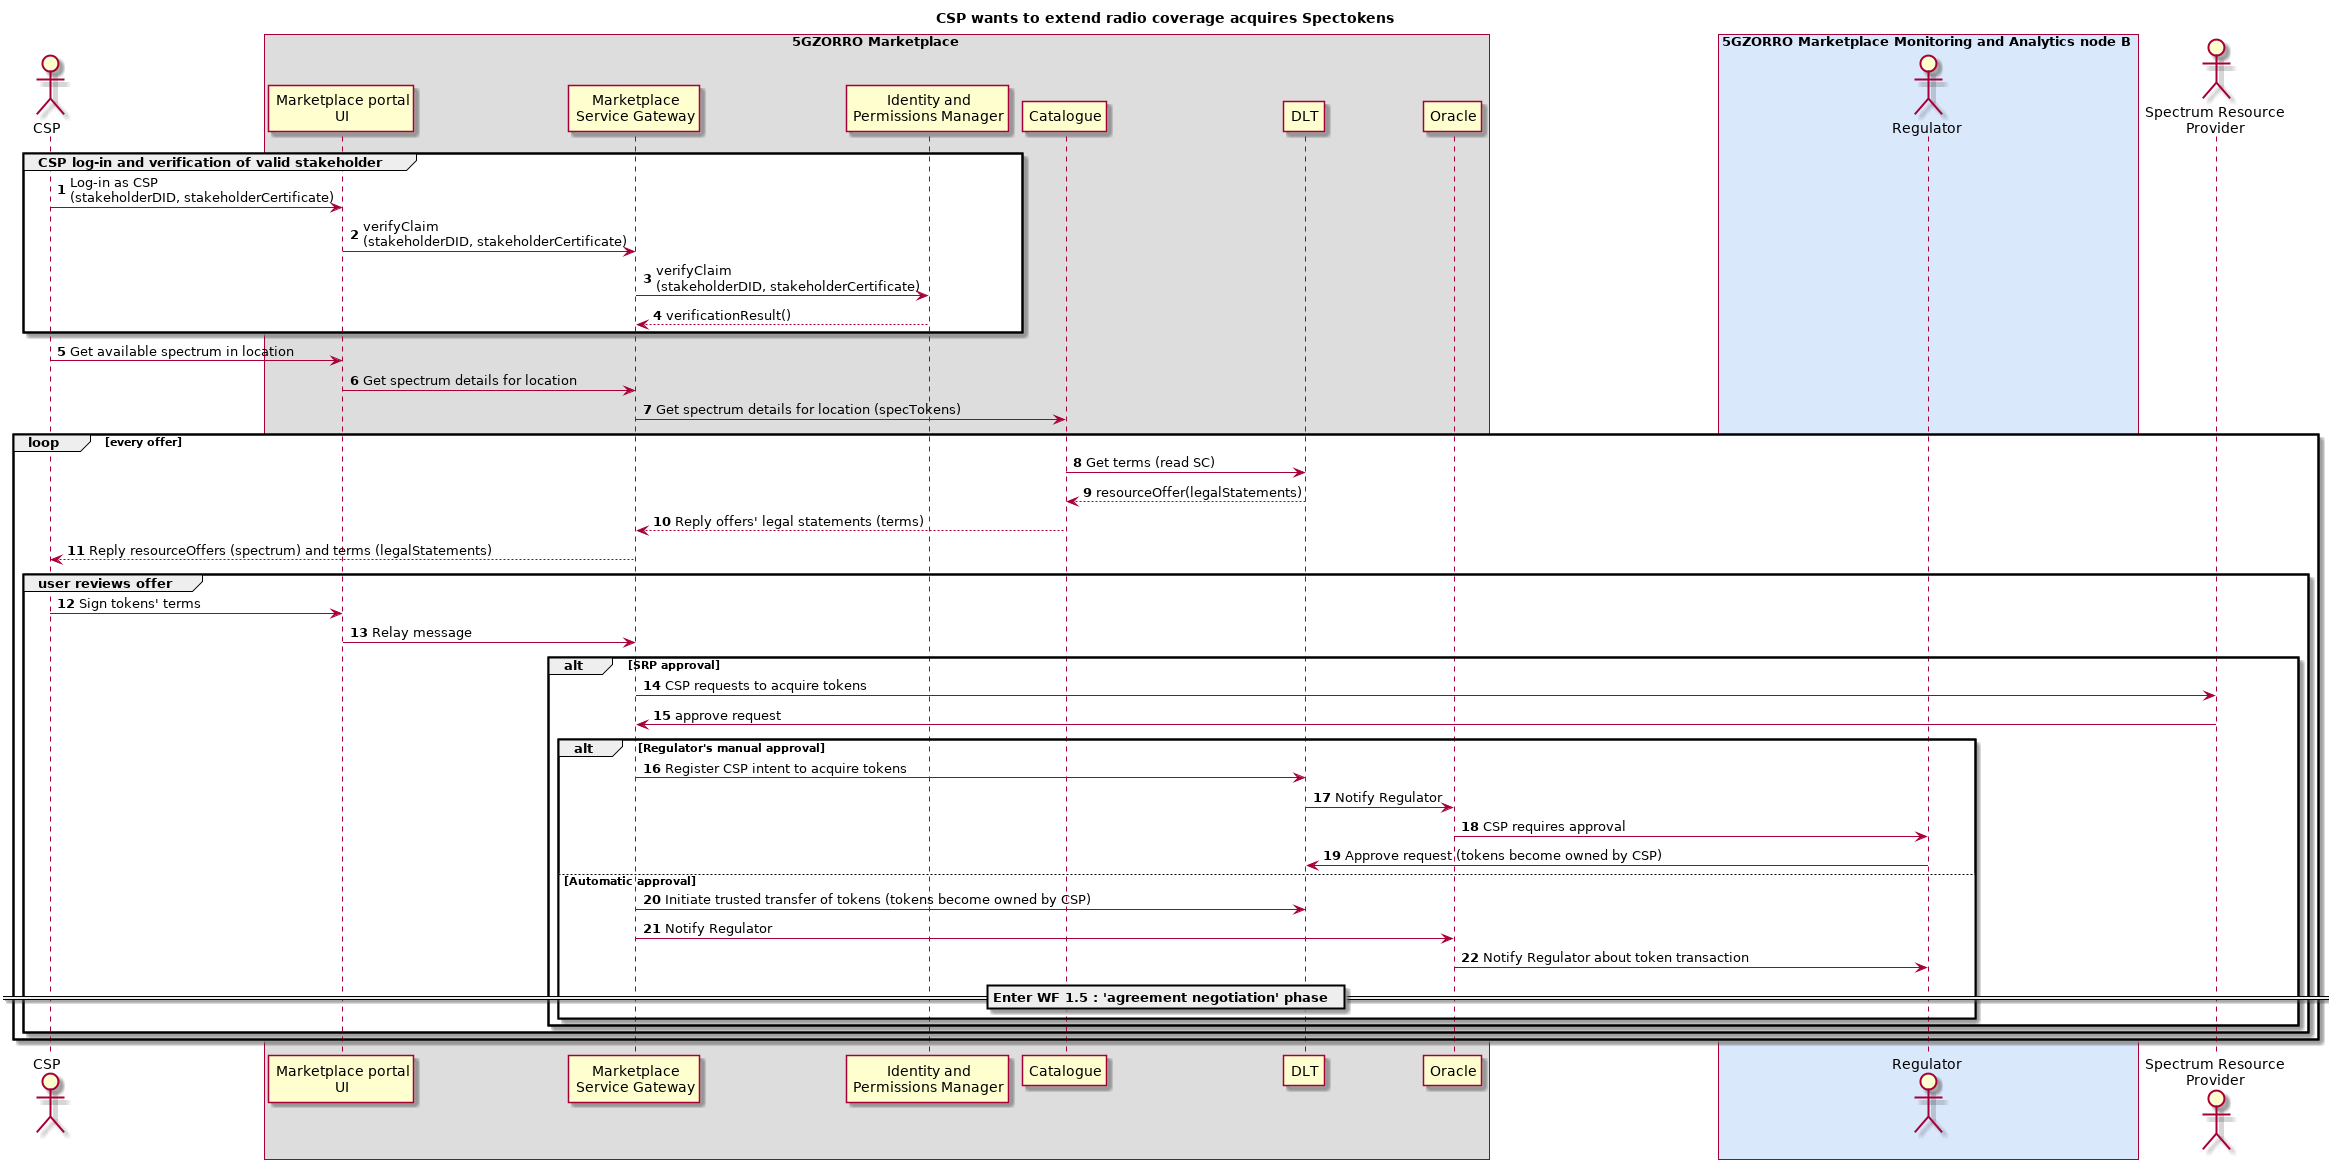 CSP wants to extend radio coverage acquires Spectokens
5GZORRO Marketplace
5GZORRO Marketplace Monitoring and Analytics node B
CSP
Marketplace portal
UI
Marketplace
Service Gateway
Identity and
Permissions Manager
Catalogue
DLT
Oracle
Regulator
Spectrum Resource
Provider
CSP log-in and verification of valid stakeholder
1 Log-in as CSP
(stakeholderDID, stakeholderCertificate)
2 verifyClaim
(stakeholderDID, stakeholderCertificate)
3 verifyClaim
(stakeholderDID, stakeholderCertificate)
4 verificationResult()
5 Get available spectrum in location
6 Get spectrum details for location
7 Get spectrum details for location (specTokens)
loop [every offer]
8 Get terms (read SC)
9 resourceOffer(legalStatements)
10 Reply offers' legal statements (terms)
11 Reply resourceOffers (spectrum) and terms (legalStatements)
user reviews offer
12 Sign tokens' terms
13 Relay message
alt [SRP approval]
14 CSP requests to acquire tokens
15 approve request
alt [Regulator's manual approval]
16 Register CSP intent to acquire tokens
17 Notify Regulator
18 CSP requires approval
19 Approve request (tokens become owned by CSP)
[Automatic approval]
20 Initiate trusted transfer of tokens (tokens become owned by CSP)
21 Notify Regulator
22 Notify Regulator about token transaction
Enter WF 1.5 : 'agreement negotiation' phase
CSP
Marketplace portal
UI
Marketplace
Service Gateway
Identity and
Permissions Manager
Catalogue
DLT
Oracle
Regulator
Spectrum Resource
Provider